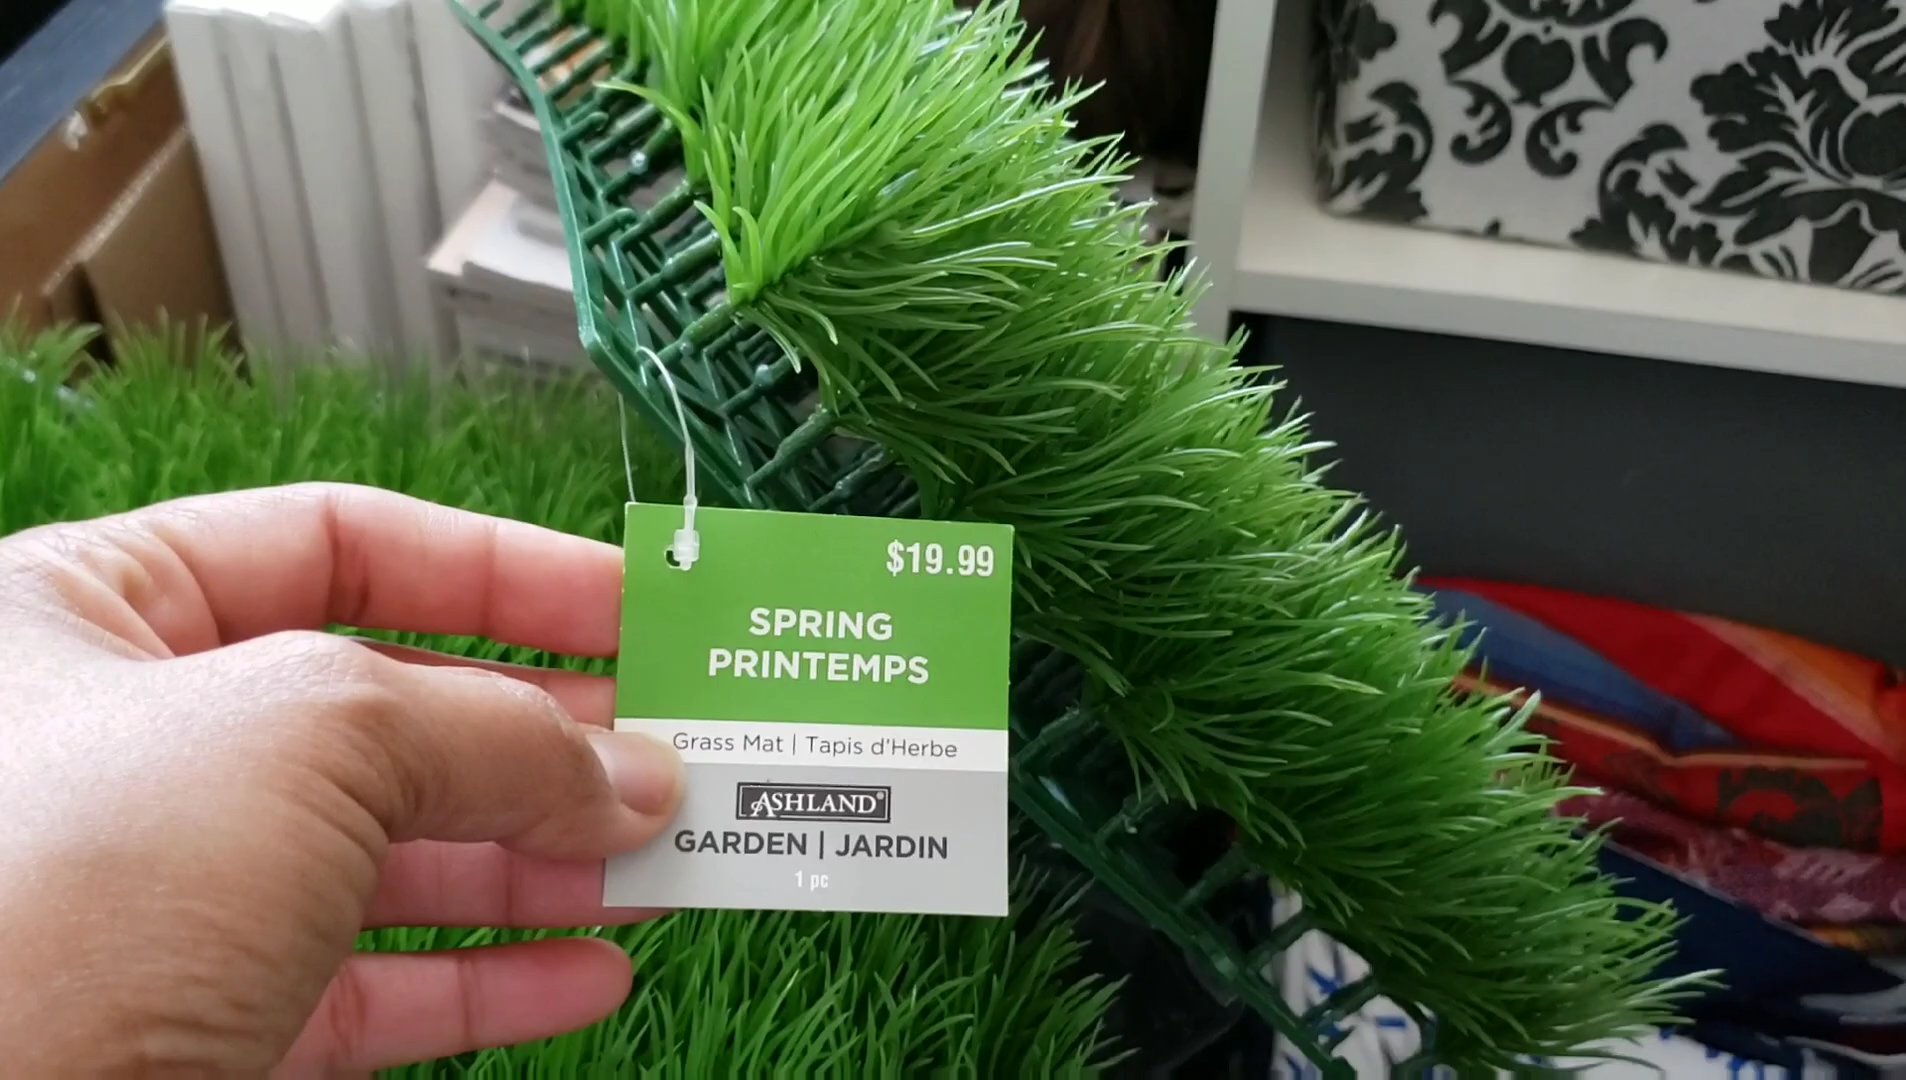 $19.99
SPRING
PRINTEMPS
Grass Mat | Tapis d'Herbe
ASHLAND®
GARDEN | JARDIN
1 pc